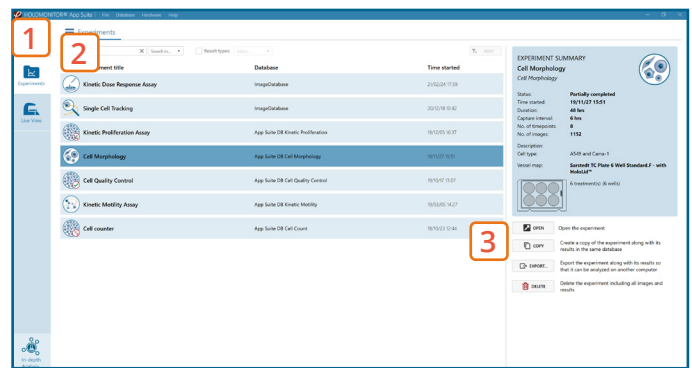 HOLOMONITOR® App Suite | File Database Hardware Help
1
Experiments
2
X Search in...
Result types
3
Experiments
Live View
In-depth
Analysis
Experiment title Database Time started
Kinetic Dose Response Assay ImageDatabase 21/02/24 17:59
Single Cell Tracking ImageDatabase 20/12/18 10:42
Kinetic Proliferation Assay App Suite DB Kinetic Proliferation 19/12/03 16:37
Cell Morphology App Suite DB Cell Morphology 19/11/27 15:51
Cell Quality Control App Suite DB Cell Quality Control 19/10/17 13:07
Kinetic Motility Assay App Suite DB Kinetic Motility 19/03/05 14:27
Cell counter App Suite DB Cell Count 18/10/23 12:44
EXPERIMENT SUMMARY
Cell Morphology
Cell Morphology
Status: Partially completed
Time started: 19/11/27 15:51
Duration: 48 hrs
Capture interval: 6 hrs
No. of timepoints: 8
No. of images: 1152
Description:
Cell type: A549 and Cama-1
Vessel map: Sarstedt TC Plate 6 Well Standard.F - with
HoloLid™
6 treatment(s) (6 wells)
OPEN Open the experiment
COPY Create a copy of the experiment along with its
results in the same database
EXPORT... Export the experiment along with its results so
that it can be analyzed on another computer
DELETE Delete the experiment including all images and
results